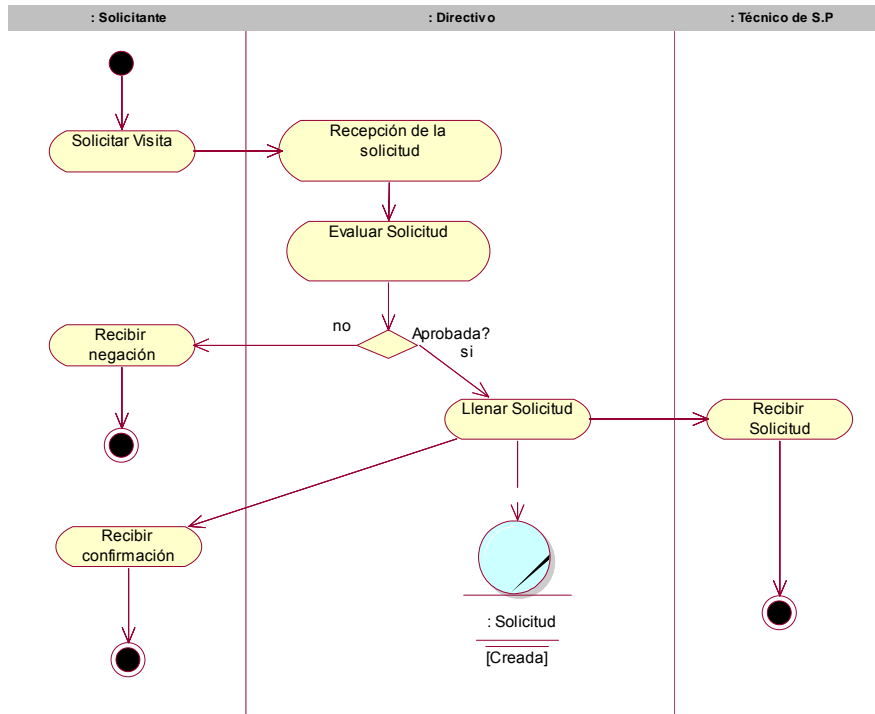 : Solicitante
: Directivo
: Técnico de S.P
Solicitar Visita
Recepción de la
solicitud
Evaluar Solicitud
no
Aprobada?
si
Recibir
negación
Llenar Solicitud
Recibir
Solicitud
Recibir
confirmación
: Solicitud
[Creada]